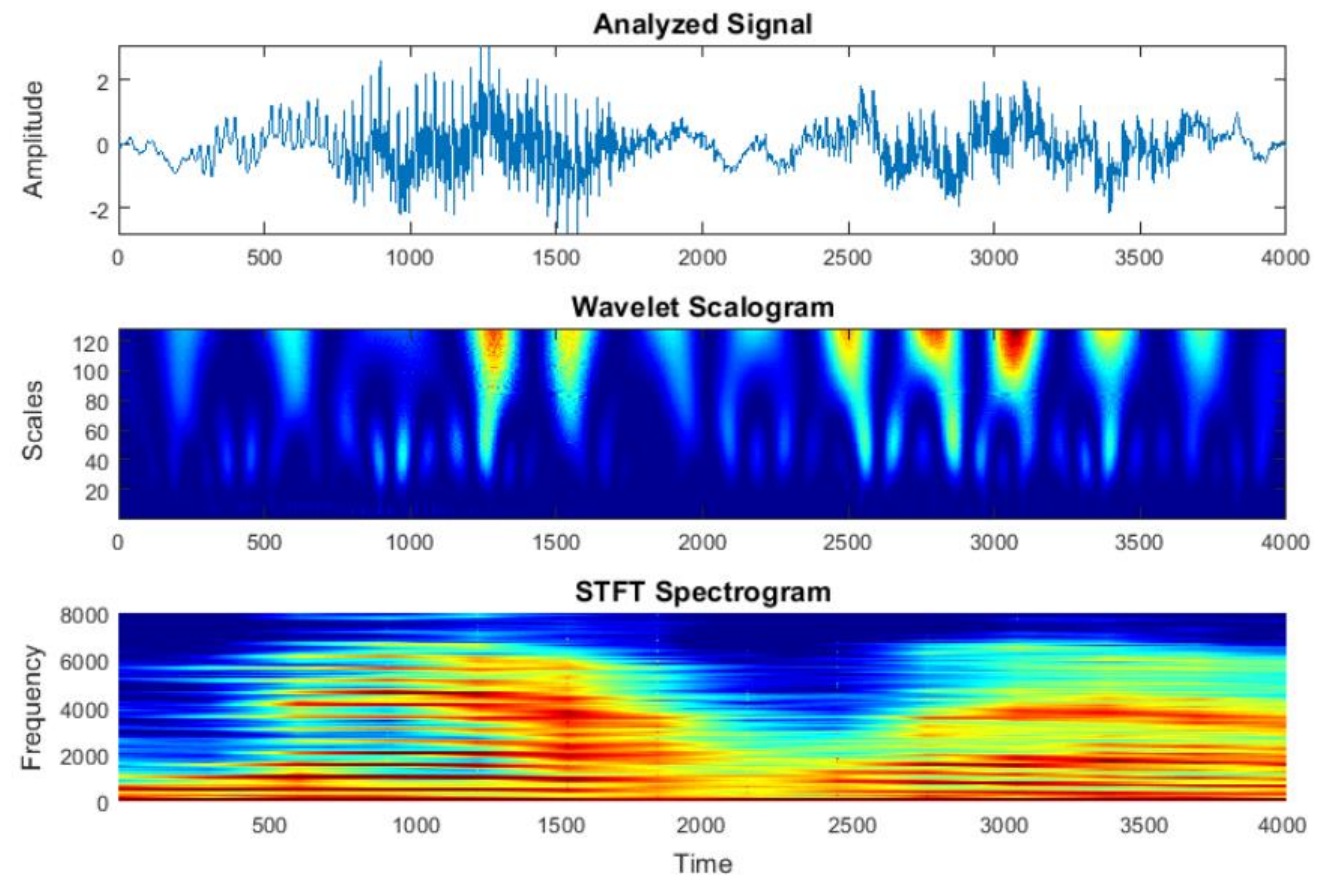 Analyzed Signal
Amplitude
2
0
-2
0 500 1000 1500 2000 2500 3000 3500 4000
Wavelet Scalogram
Scales
120
100
80
60
40
20
0 500 1000 1500 2000 2500 3000 3500 4000
STFT Spectrogram
Frequency
8000
6000
4000
2000
0
500 1000 1500 2000 2500 3000 3500 4000
Time